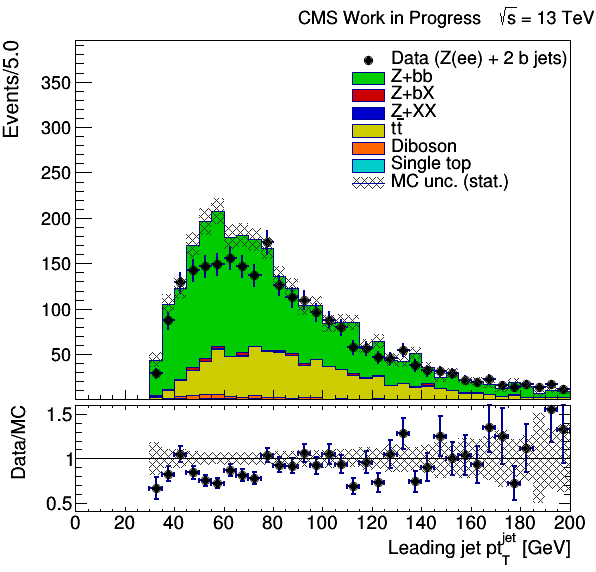 CMS Work in Progress √s = 13 TeV
Events/5.0
350
300
250
200
150
100
50
Data (Z(ee) + 2 b jets)
Z+bb
Z+bX
Z+XX
tt̄
Diboson
Single top
MC unc. (stat.)
Data/MC
1.5
1
0.5
0 20 40 60 80 100 120 140 160 180 200
Leading jet pt_T^jet [GeV]